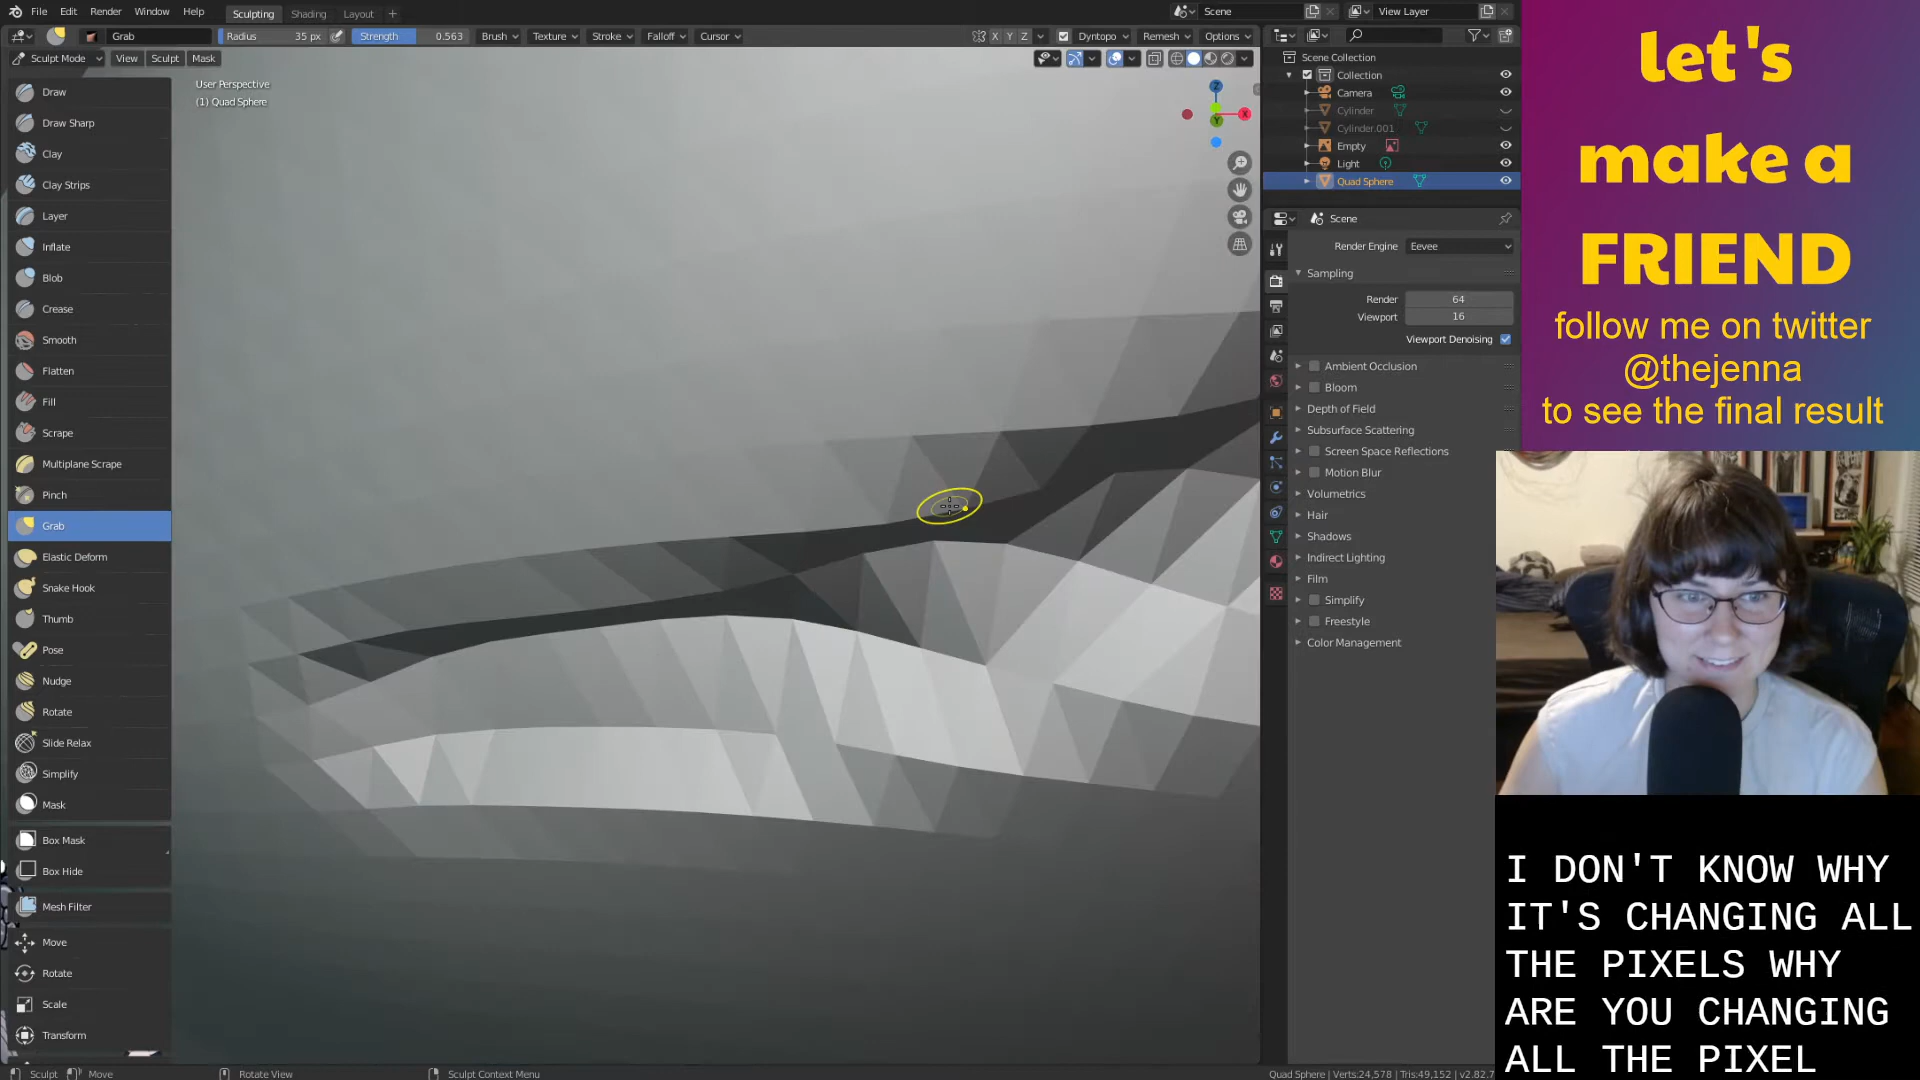 File Edit Render Window Help Sculpting Shading Layout + Scene View Layer
Grab Radius 35 px Strength 0.563 Brush Texture Stroke Falloff Cursor X Y Z Dyntopo Remesh Options
Sculpt Mode View Sculpt Mask
User Perspective
(1) Quad Sphere
Draw
Draw Sharp
Clay
Clay Strips
Layer
Inflate
Blob
Crease
Smooth
Flatten
Fill
Scrape
Multiplane Scrape
Pinch
Grab
Elastic Deform
Snake Hook
Thumb
Pose
Nudge
Rotate
Slide Relax
Simplify
Mask
Box Mask
Box Hide
Mesh Filter
Move
Rotate
Scale
Transform
Z
X
Y
Scene Collection
Collection
Camera
Cylinder
Cylinder.001
Empty
Light
Quad Sphere
Scene
Render Engine Eevee
Sampling
Render 64
Viewport 16
Viewport Denoising
Ambient Occlusion
Bloom
Depth of Field
Subsurface Scattering
Screen Space Reflections
Motion Blur
Volumetrics
Hair
Shadows
Indirect Lighting
Film
Simplify
Freestyle
Color Management
let's
make a
FRIEND
follow me on twitter
@thejenna
to see the final result
I DON'T KNOW WHY
IT'S CHANGING ALL
THE PIXELS WHY
ARE YOU CHANGING
ALL THE PIXEL
Sculpt Move Rotate View Sculpt Context Menu Quad Sphere | Verts:24,578 | Tris:49,152 | v2.82.7